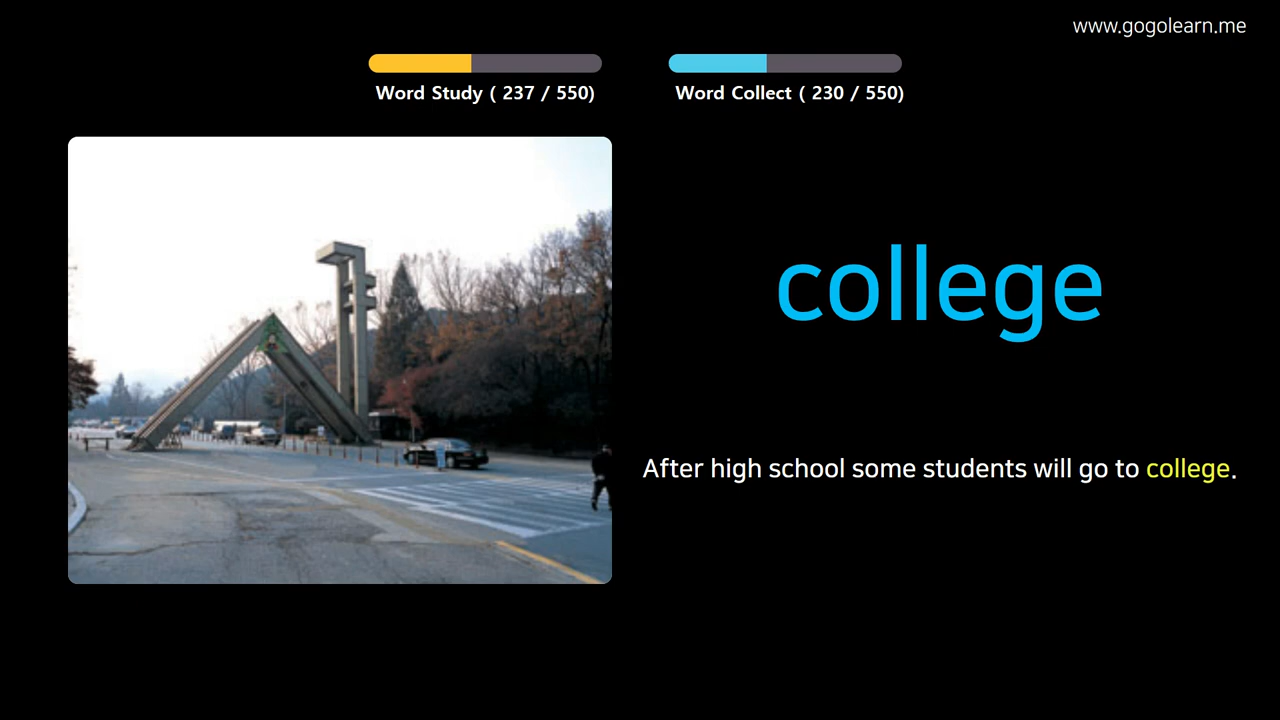 www.gogolearn.me
Word Study ( 237 / 550)
Word Collect ( 230 / 550)
college
After high school some students will go to college.